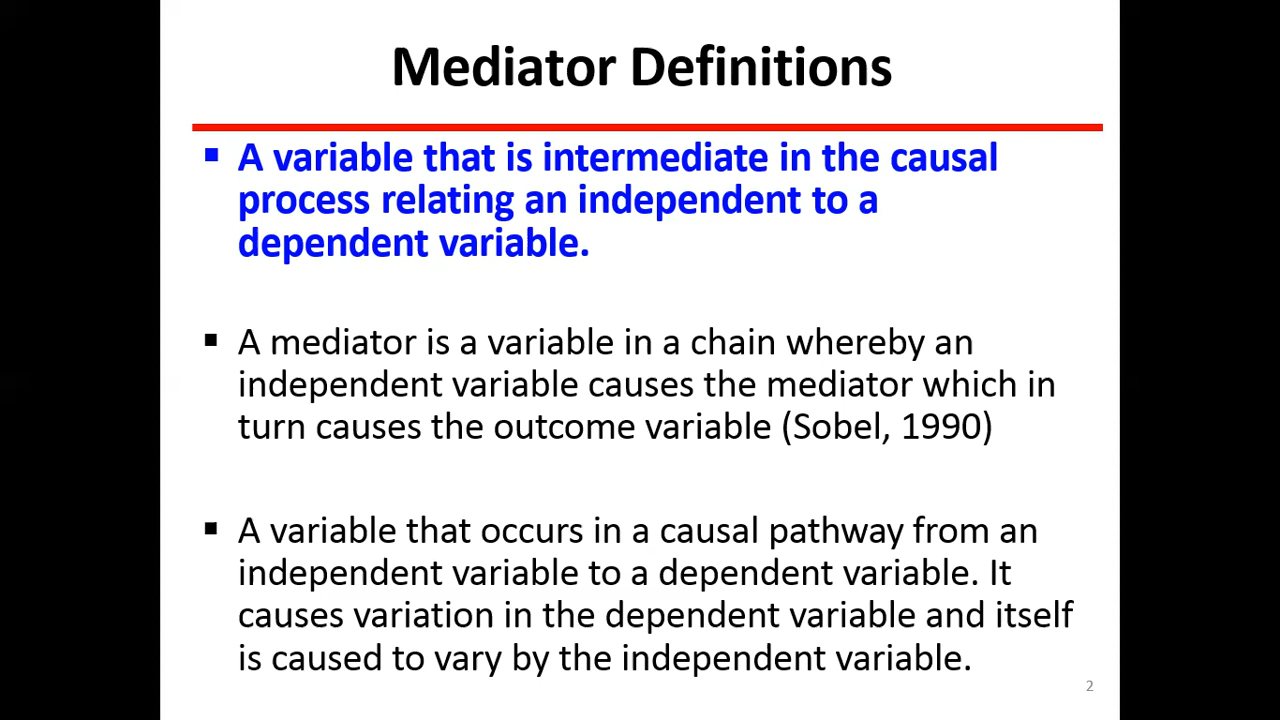 Mediator Definitions
▪ A variable that is intermediate in the causal
process relating an independent to a
dependent variable.
▪ A mediator is a variable in a chain whereby an
independent variable causes the mediator which in
turn causes the outcome variable (Sobel, 1990)
▪ A variable that occurs in a causal pathway from an
independent variable to a dependent variable. It
causes variation in the dependent variable and itself
is caused to vary by the independent variable.
2